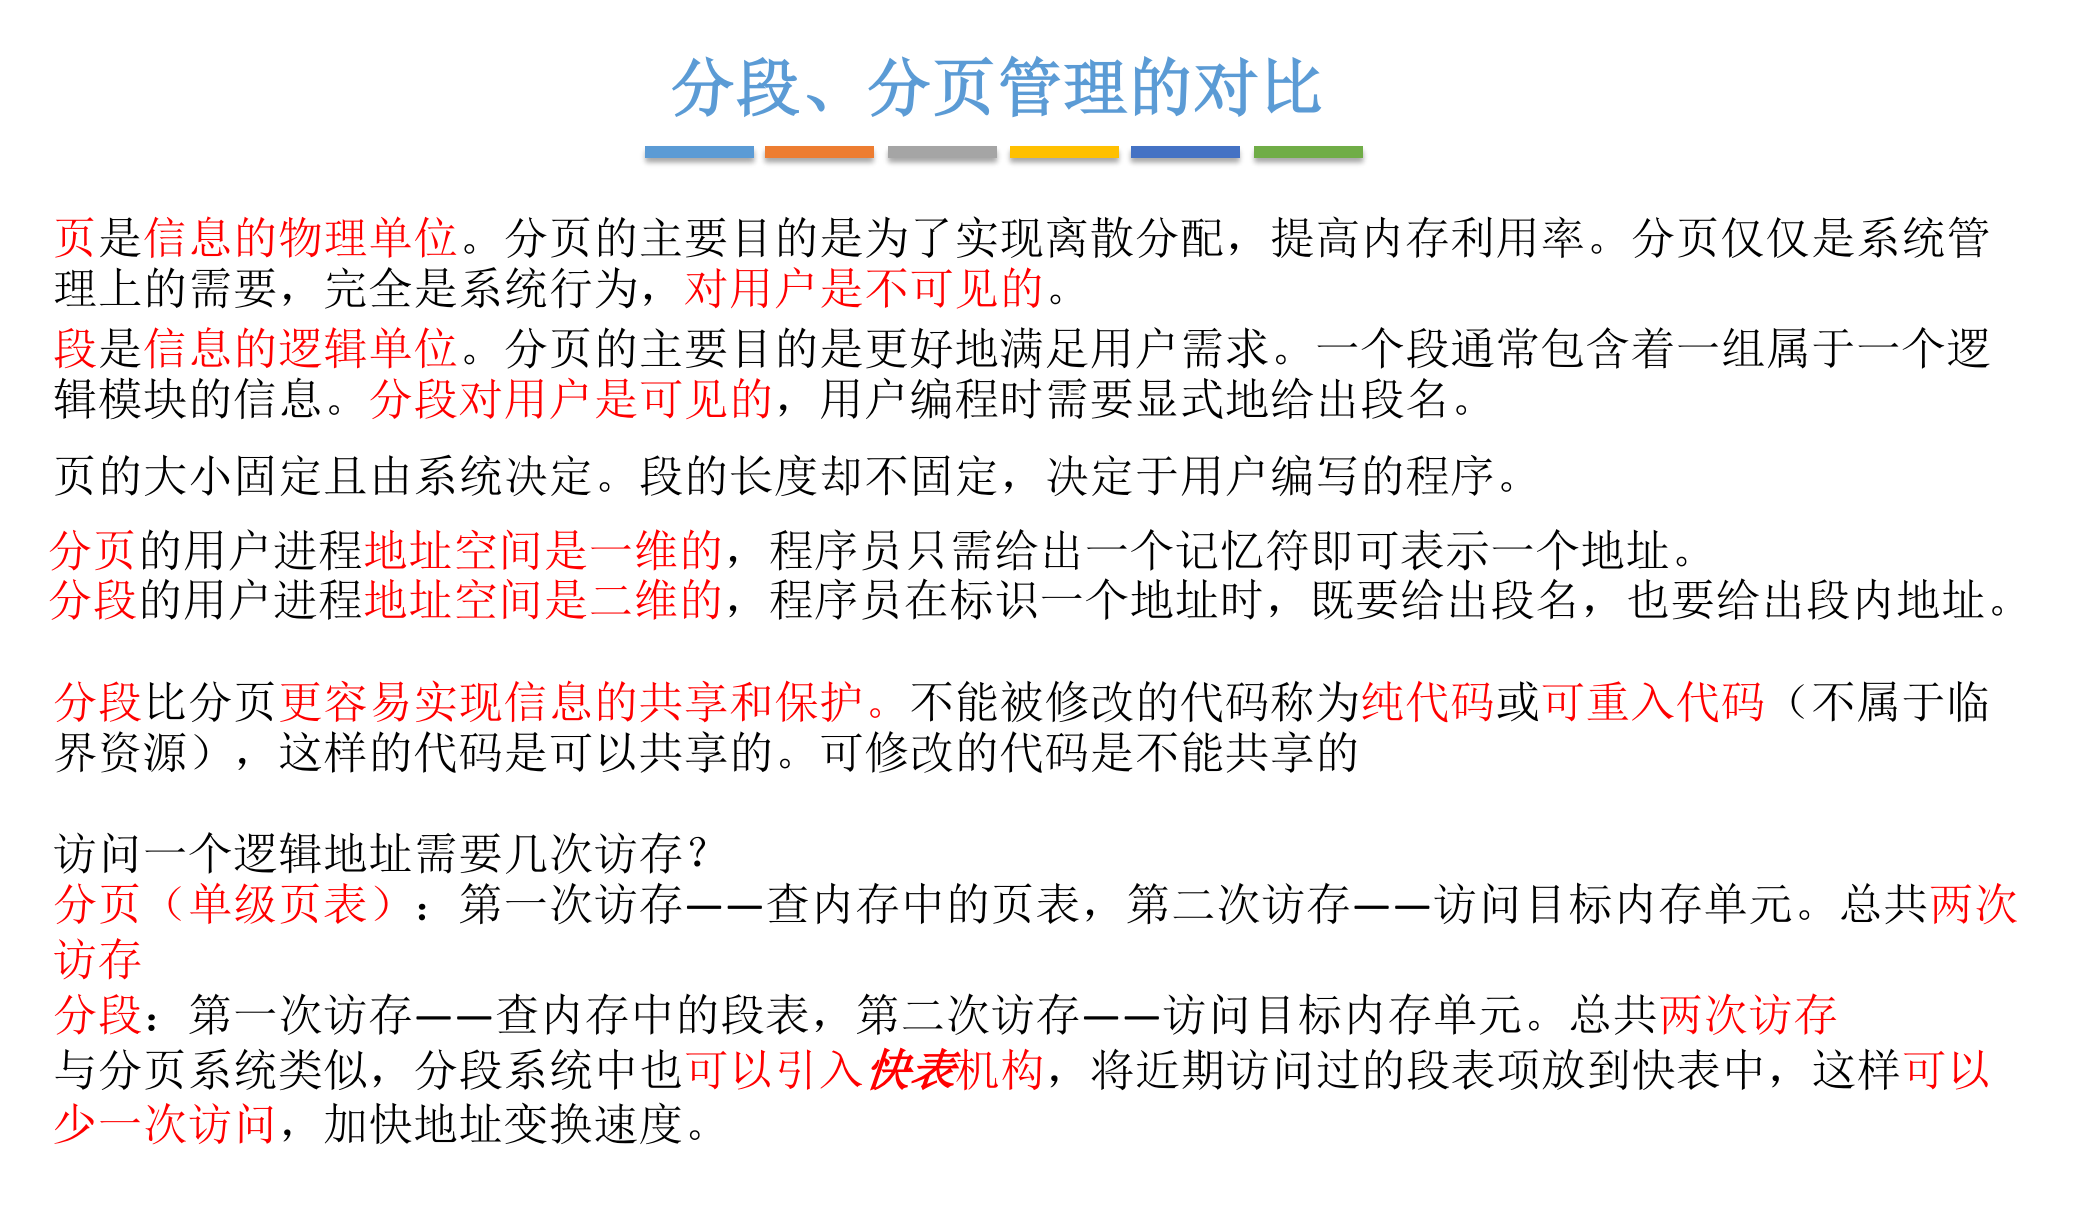 分段、分页管理的对比
页是信息的物理单位。分页的主要目的是为了实现离散分配，提高内存利用率。分页仅仅是系统管
理上的需要，完全是系统行为，对用户是不可见的。
段是信息的逻辑单位。分页的主要目的是更好地满足用户需求。一个段通常包含着一组属于一个逻
辑模块的信息。分段对用户是可见的，用户编程时需要显式地给出段名。
页的大小固定且由系统决定。段的长度却不固定，决定于用户编写的程序。
分页的用户进程地址空间是一维的，程序员只需给出一个记忆符即可表示一个地址。
分段的用户进程地址空间是二维的，程序员在标识一个地址时，既要给出段名，也要给出段内地址。
分段比分页更容易实现信息的共享和保护。不能被修改的代码称为纯代码或可重入代码（不属于临
界资源），这样的代码是可以共享的。可修改的代码是不能共享的
访问一个逻辑地址需要几次访存？
分页（单级页表）：第一次访存——查内存中的页表，第二次访存——访问目标内存单元。总共两次
访存
分段：第一次访存——查内存中的段表，第二次访存——访问目标内存单元。总共两次访存
与分页系统类似，分段系统中也可以引入快表机构，将近期访问过的段表项放到快表中，这样可以
少一次访问，加快地址变换速度。